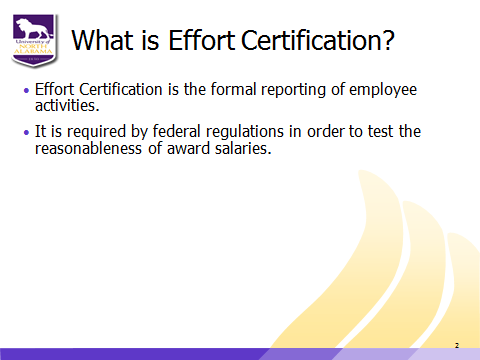 What is Effort Certification?
University of
NORTH
ALABAMA
• Effort Certification is the formal reporting of employee
activities.
• It is required by federal regulations in order to test the
reasonableness of award salaries.
2